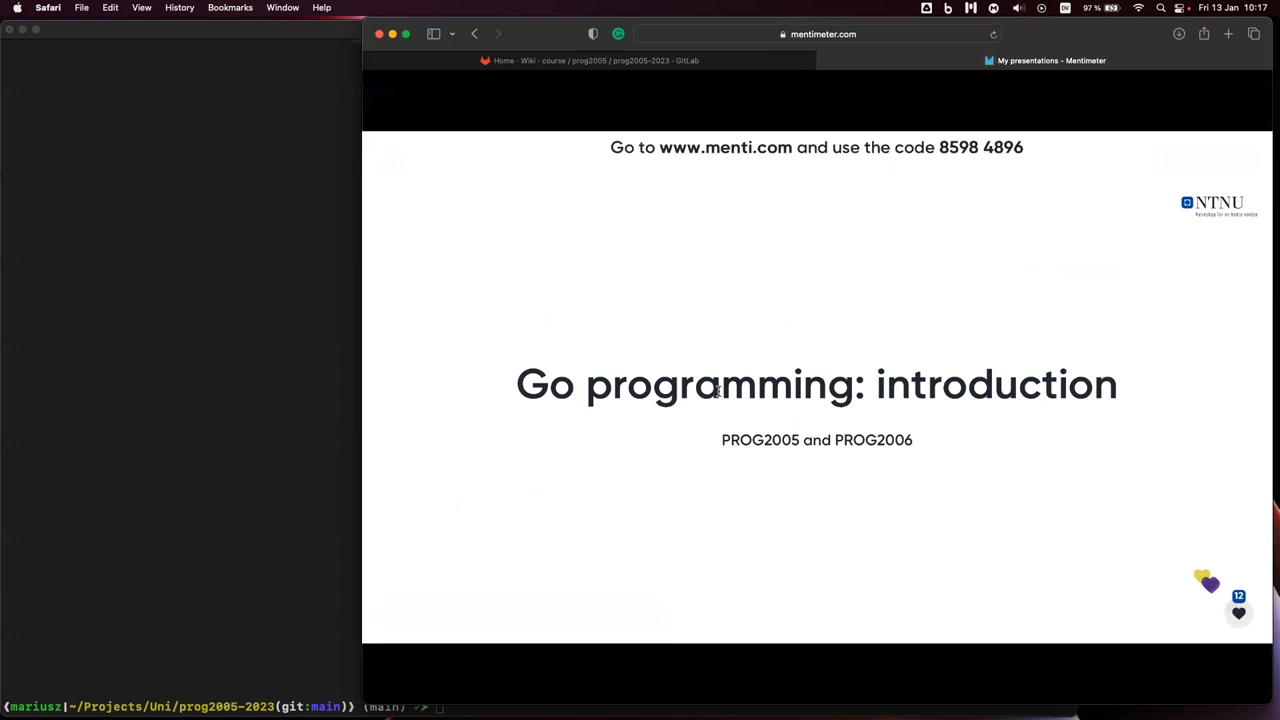 Safari File Edit View History Bookmarks Window Help
97 % Fri 13 Jan 10:17
mentimeter.com
Home · Wiki · course / prog2005 / prog2005-2023 · GitLab
My presentations - Mentimeter
Go to www.menti.com and use the code 8598 4896
NTNU
Go programming: introduction
PROG2005 and PROG2006
12
(mariusz|~/Projects/Uni/prog2005-2023(git:main)) (main)